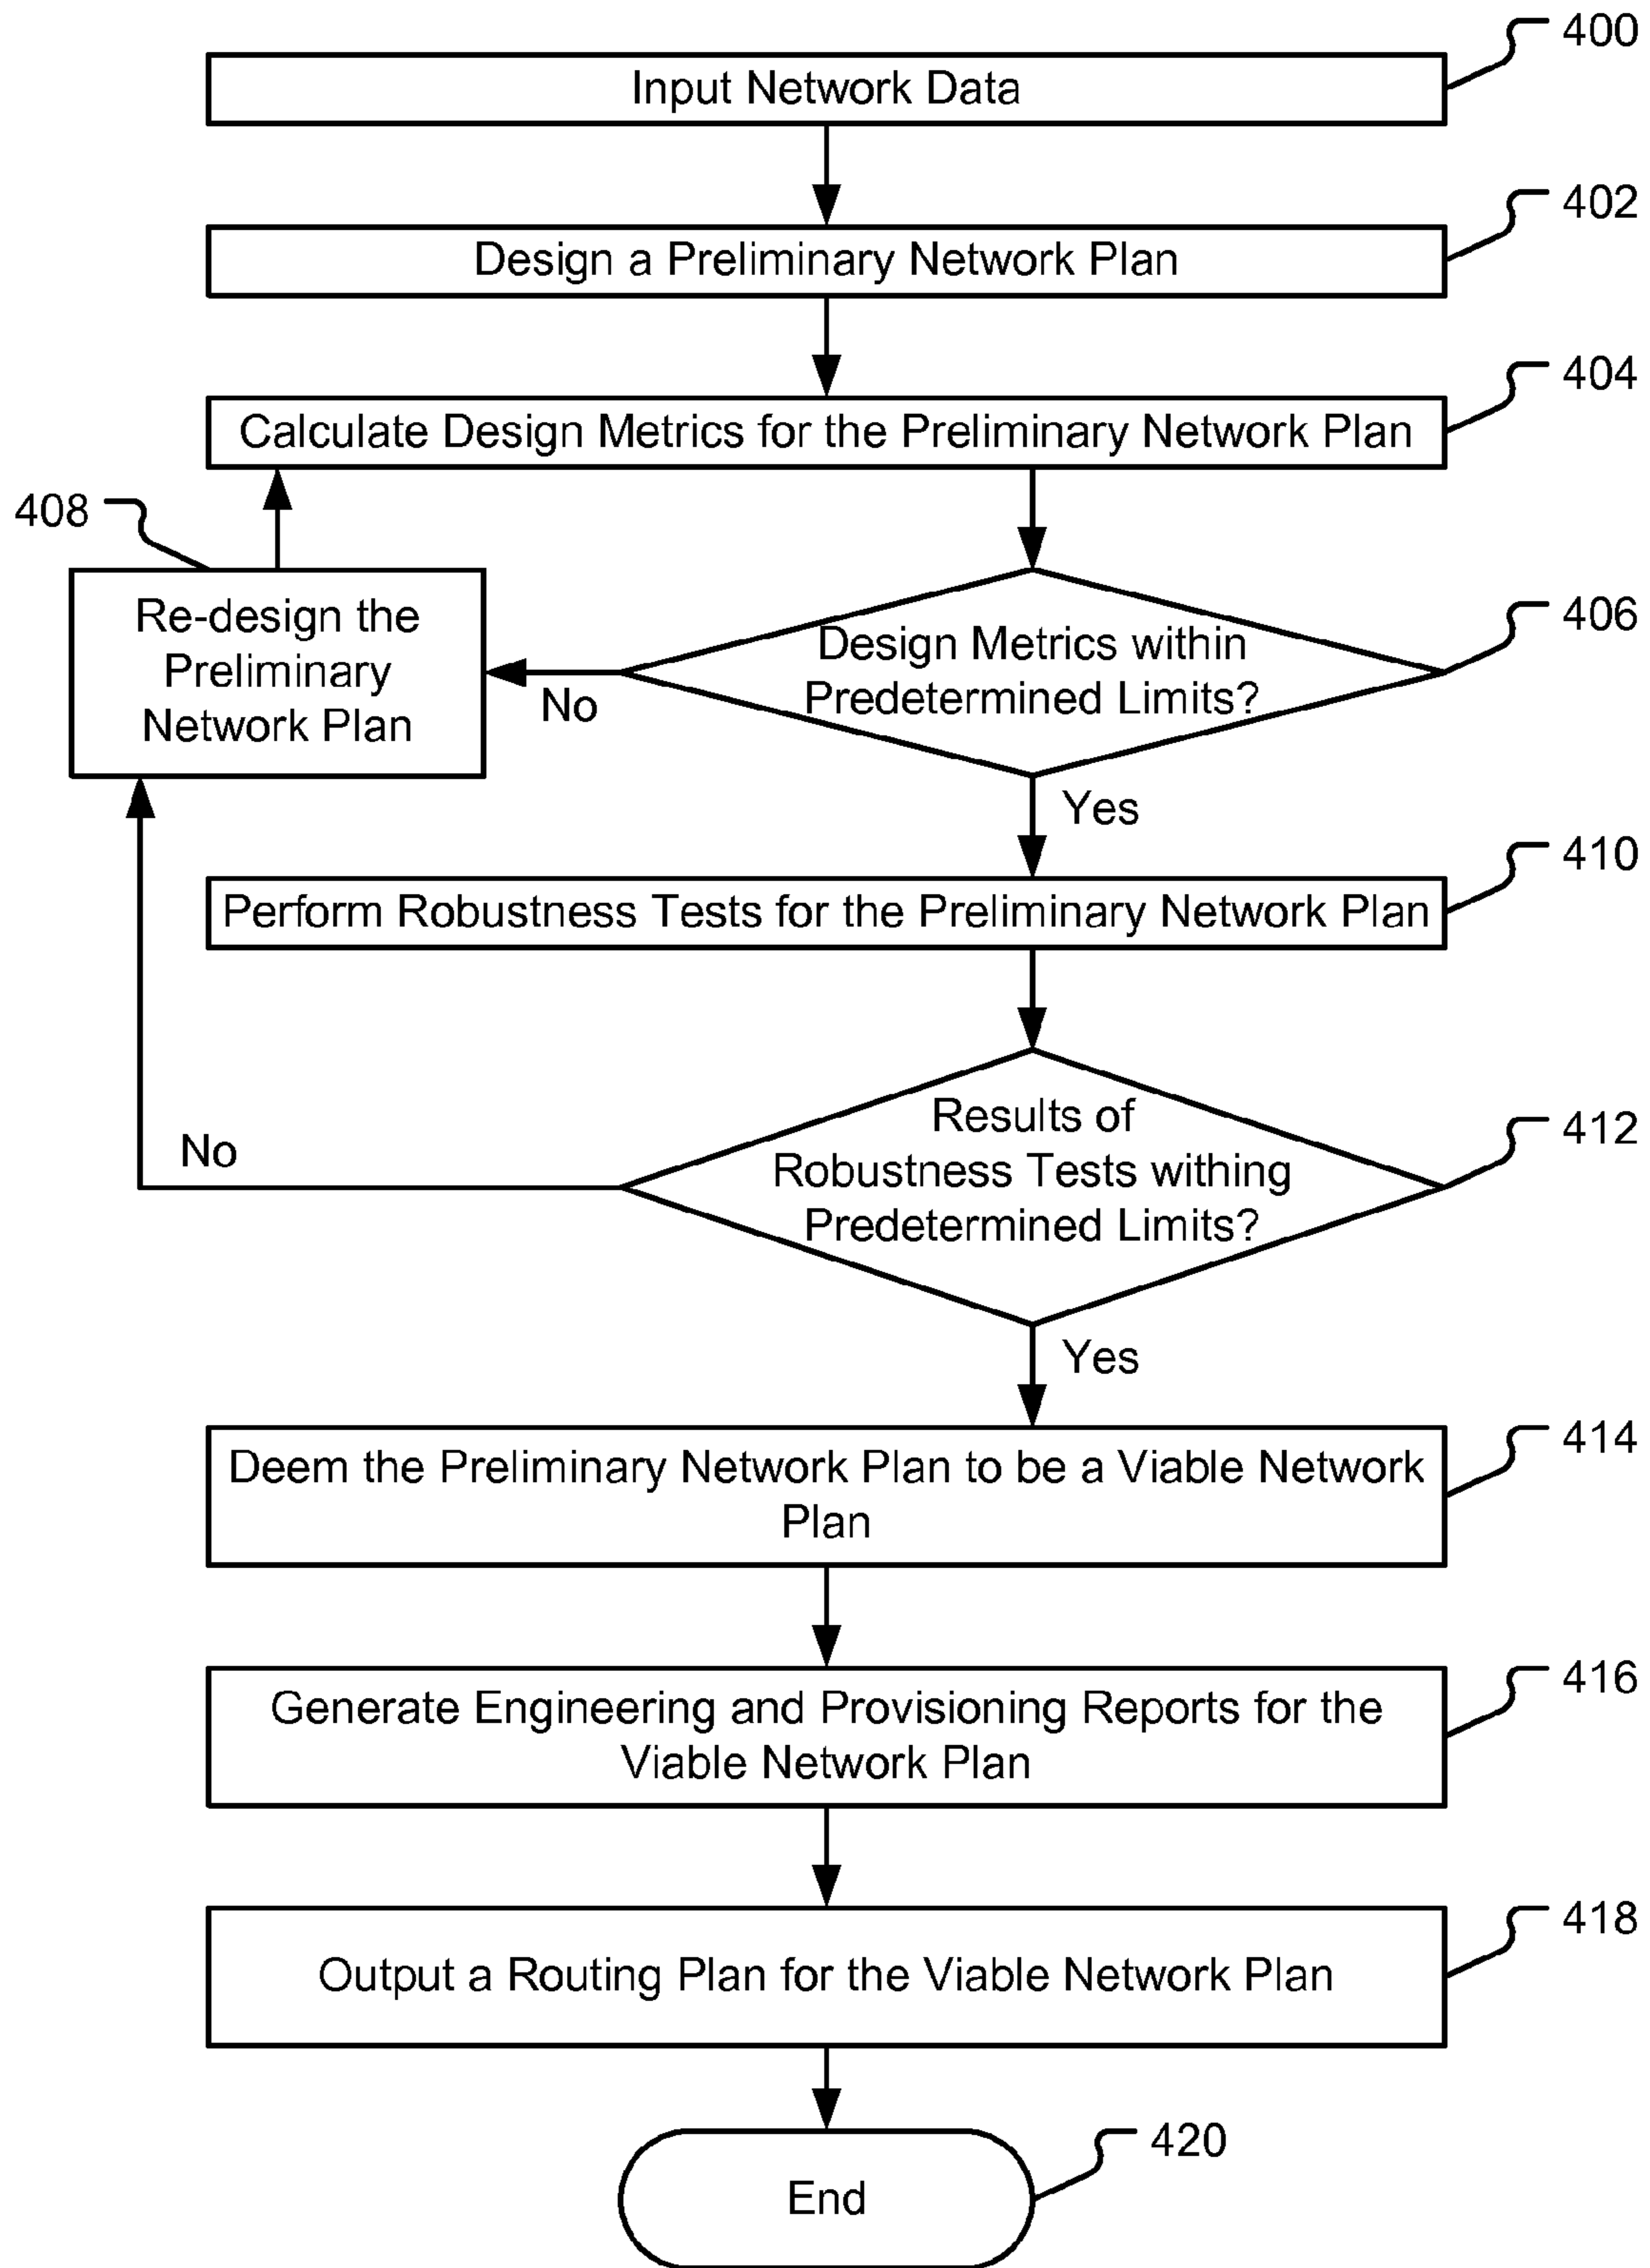 400
Input Network Data
402
Design a Preliminary Network Plan
404
Calculate Design Metrics for the Preliminary Network Plan
408
Re-design the
Preliminary
Network Plan
406
Design Metrics within
Predetermined Limits?
No
Yes
410
Perform Robustness Tests for the Preliminary Network Plan
412
Results of
Robustness Tests withing
Predetermined Limits?
No
Yes
414
Deem the Preliminary Network Plan to be a Viable Network
Plan
416
Generate Engineering and Provisioning Reports for the
Viable Network Plan
418
Output a Routing Plan for the Viable Network Plan
420
End